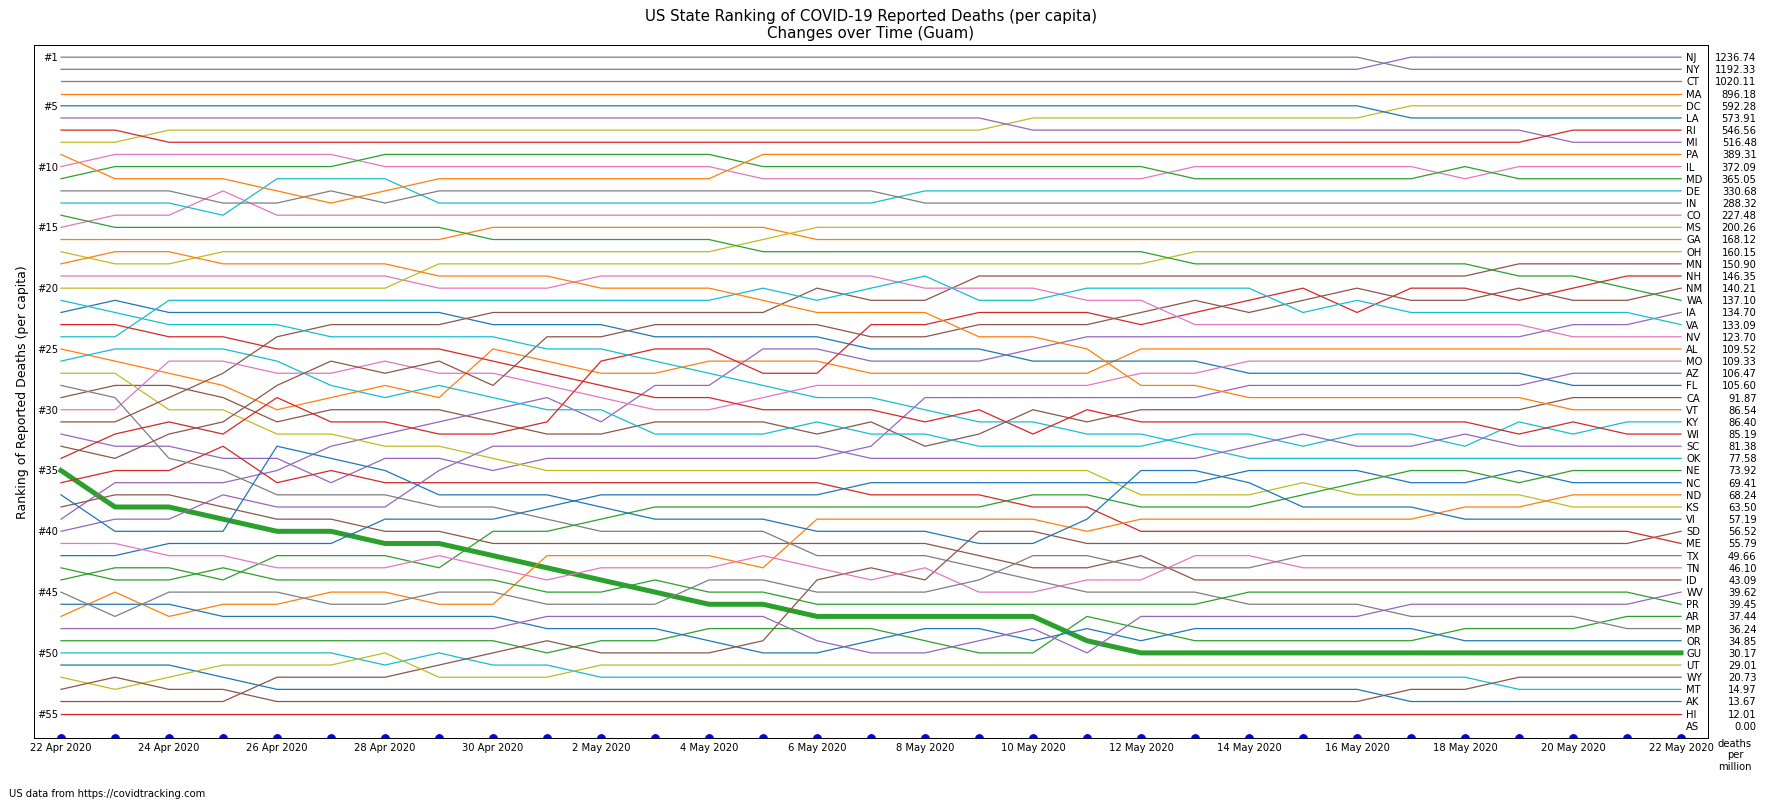 US State Ranking of COVID-19 Reported Deaths (per capita)
Changes over Time (Guam)
Ranking of Reported Deaths (per capita)
#1
#5
#10
#15
#20
#25
#30
#35
#40
#45
#50
#55
NJ 1236.74
NY 1192.33
CT 1020.11
MA 896.18
DC 592.28
LA 573.91
RI 546.56
MI 516.48
PA 389.31
IL 372.09
MD 365.05
DE 330.68
IN 288.32
CO 227.48
MS 200.26
GA 168.12
OH 160.15
MN 150.90
NH 146.35
NM 140.21
WA 137.10
IA 134.70
VA 133.09
NV 123.70
AL 109.52
MO 109.33
AZ 106.47
FL 105.60
CA 91.87
VT 86.54
KY 86.40
WI 85.19
SC 81.38
OK 77.58
NE 73.92
NC 69.41
ND 68.24
KS 63.50
VI 57.19
SD 56.52
ME 55.79
TX 49.66
TN 46.10
ID 43.09
WV 39.62
PR 39.45
AR 37.44
MP 36.24
OR 34.85
GU 30.17
UT 29.01
WY 20.73
MT 14.97
AK 13.67
HI 12.01
AS 0.00
22 Apr 2020 24 Apr 2020 26 Apr 2020 28 Apr 2020 30 Apr 2020 2 May 2020 4 May 2020 6 May 2020 8 May 2020 10 May 2020 12 May 2020 14 May 2020 16 May 2020 18 May 2020 20 May 2020 22 May 2020
deaths
per
million
US data from https://covidtracking.com